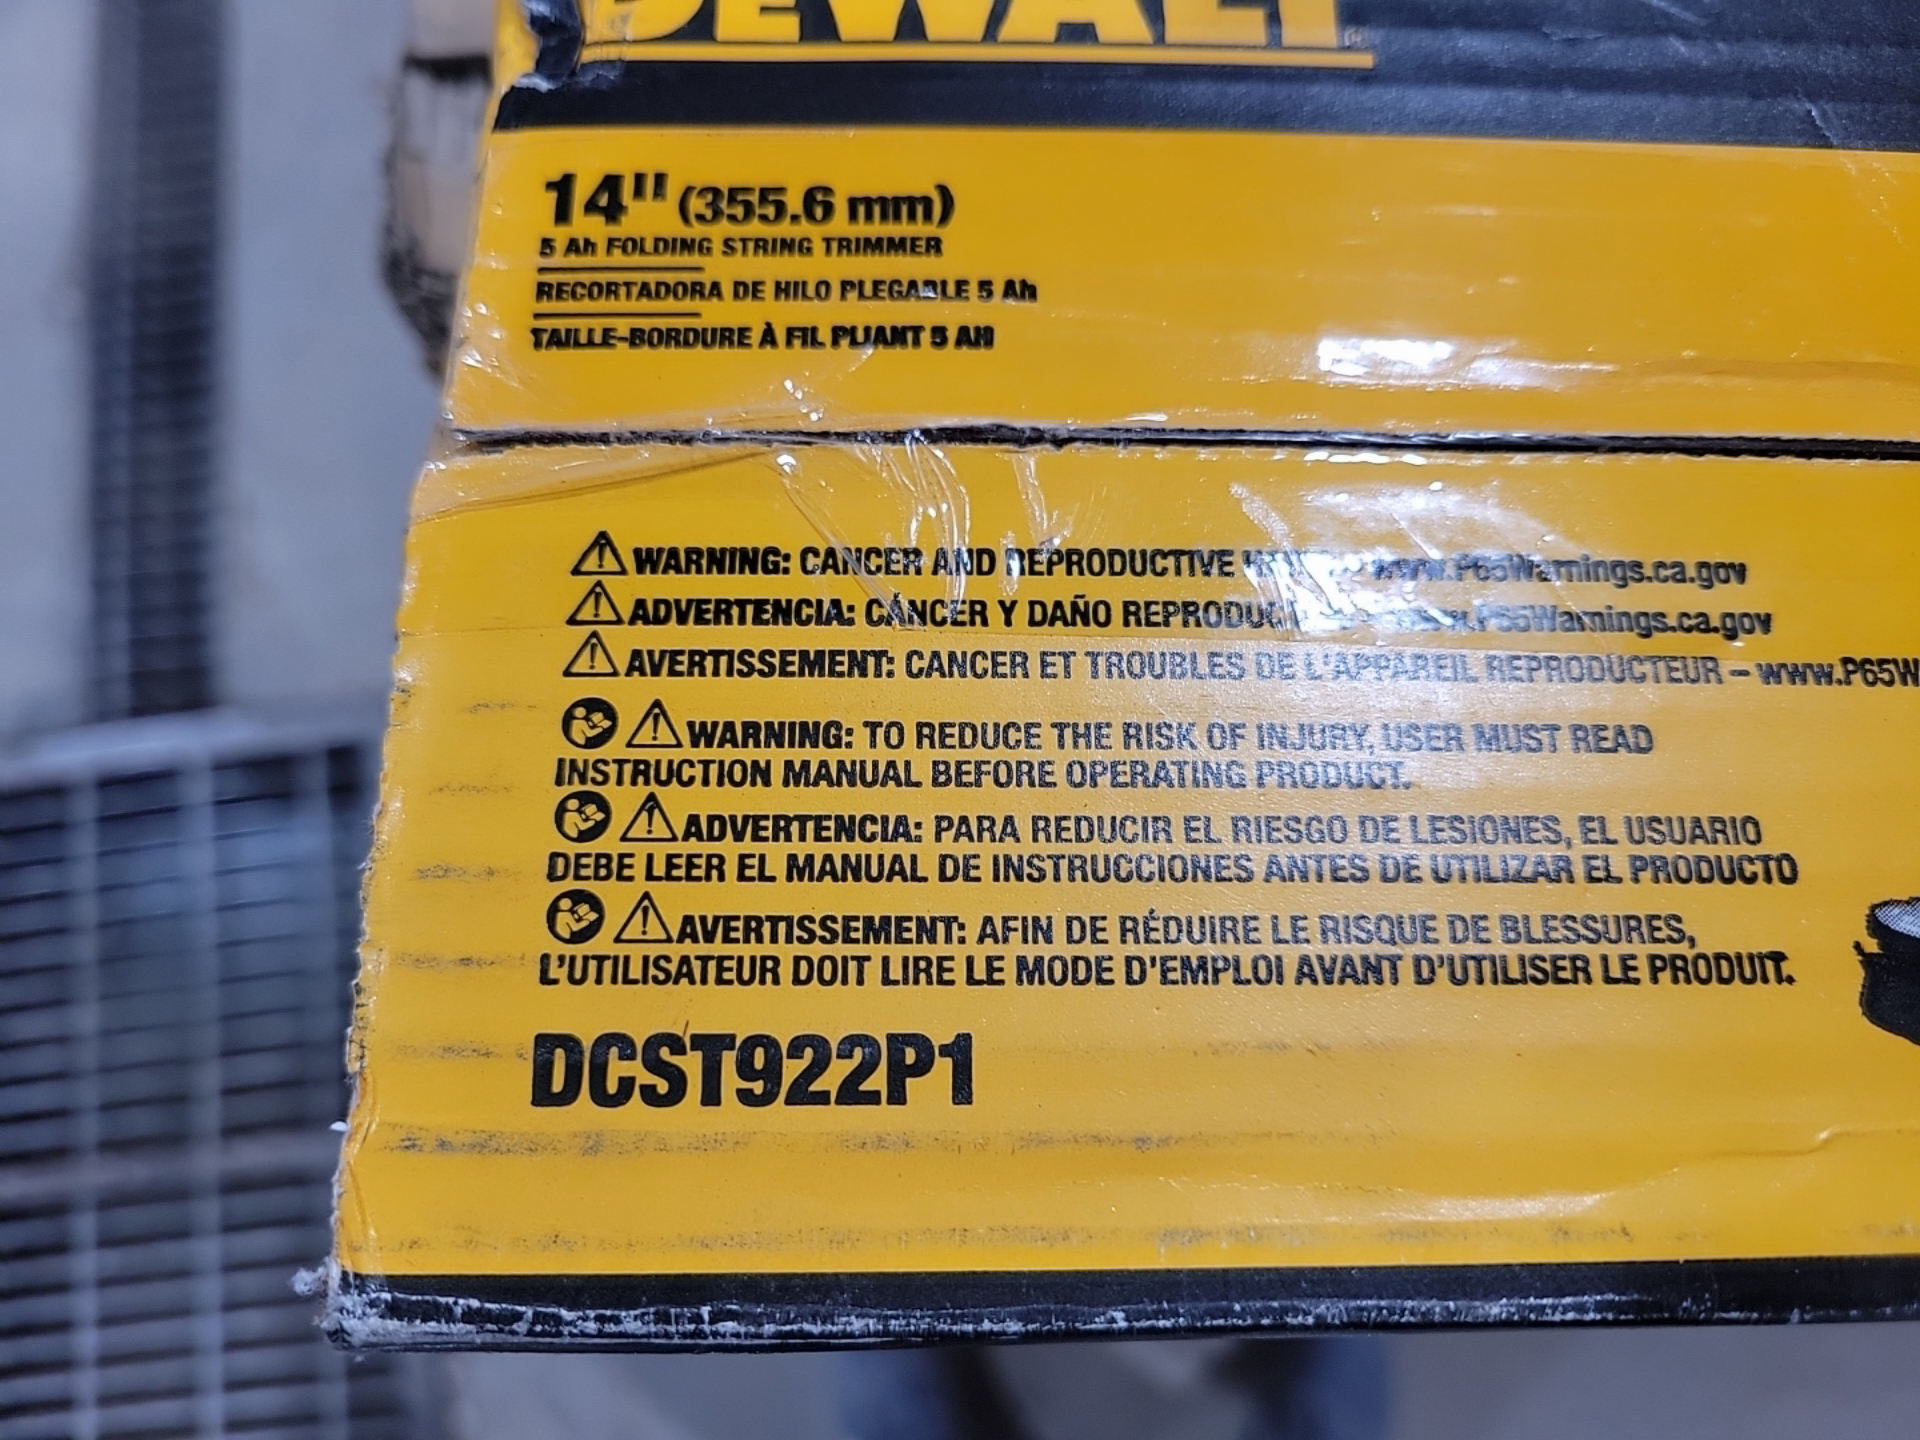 DEWALT
14" (355.6 mm)
5 Ah FOLDING STRING TRIMMER
RECORTADORA DE HILO PLEGABLE 5 Ah
TAILLE-BORDURE À FIL PLIANT 5 AH
WARNING: CANCER AND REPRODUCTIVE www.P65Warnings.ca.gov
ADVERTENCIA: CÁNCER Y DAÑO www.P65Warnings.ca.gov
AVERTISSEMENT: CANCER ET TROUBLES DE L'APPAREIL REPRODUCTEUR – www.P65W
WARNING: TO REDUCE THE RISK OF INJURY, USER MUST READ
INSTRUCTION MANUAL BEFORE OPERATING PRODUCT.
ADVERTENCIA: PARA REDUCIR EL RIESGO DE LESIONES, EL USUARIO
DEBE LEER EL MANUAL DE INSTRUCCIONES ANTES DE UTILIZAR EL PRODUCTO
AVERTISSEMENT: AFIN DE RÉDUIRE LE RISQUE DE BLESSURES,
L'UTILISATEUR DOIT LIRE LE MODE D'EMPLOI AVANT D'UTILISER LE PRODUIT.
DCST922P1